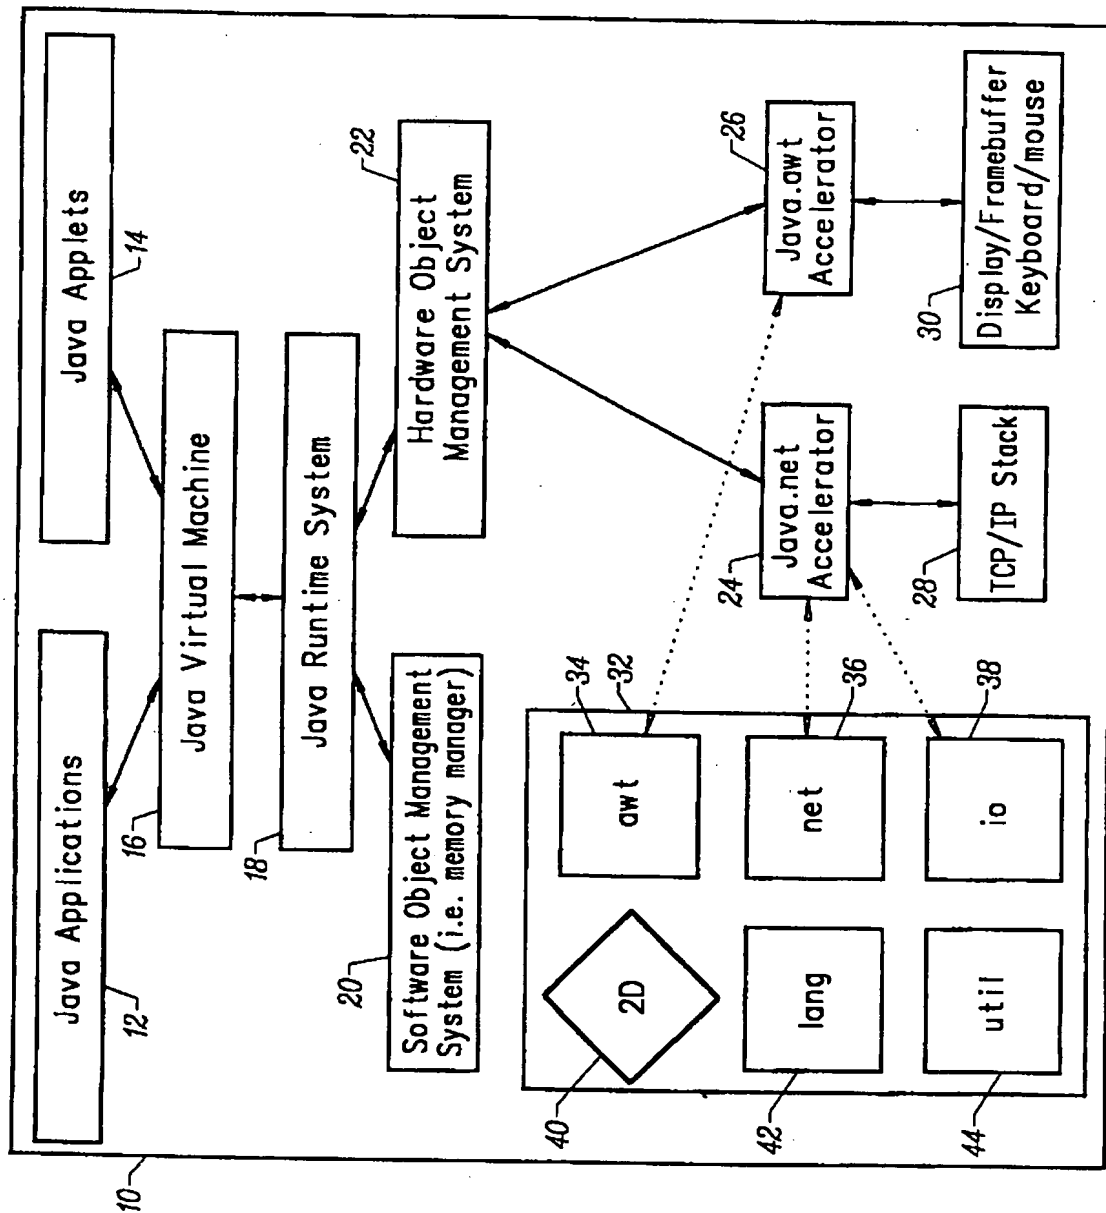 10
Java Applications
12
Java Applets
14
16
Java Virtual Machine
18
Java Runtime System
20
Software Object Management
System (i.e. memory manager)
22
Hardware Object
Management System
40
2D
34
awt
32
24
Java.net
Accelerator
26
Java.awt
Accelerator
42
lang
net
36
44
util
io
38
28
TCP/IP Stack
30
Display/Framebuffer
Keyboard/mouse